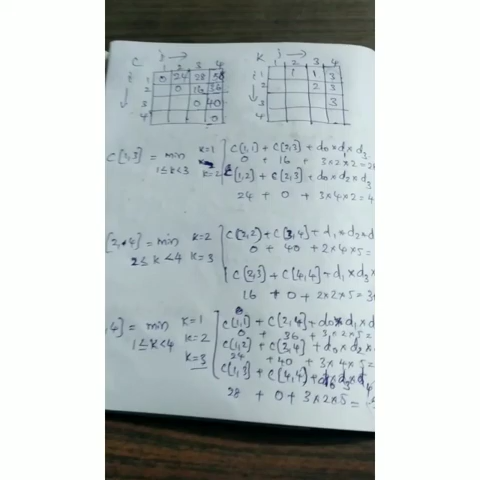 C j → K j →
1 2 3 4 1 2 3 4
i 1 0 24 28 58 i 1 1 1 3
↓ 2 0 16 36 ↓ 2 2 3
3 0 40 3 3
4 0 4
C[1,3] = min K=1 C(1,1) + C(2,3) + d0 * d1 * d3
0 + 16 + 3×2×2 = 28
1≤K<3 K=2 C(1,2) + C(3,3) + d0 × d2 × d3
24 + 0 + 3×4×2 = 4
[2,4] = min K=2 C(2,2) + C(3,4) + d1 * d2 *
2≤K<4 K=3 0 + 40 + 2×4×5 =
C(2,3) + C(4,4) + d1 * d3 *
16 + 0 + 2×2×5 = 3
,4] = min K=1 C(1,1) + C(2,4) + d0 * d1 *
1≤K<4 K=2 0 + 36 + 3×2×5 =
C(1,2) + C(3,4) + d0 × d2 ×
K=3 24 + 40 + 3×4×5 =
C(1,3) + C(4,4) + d0 d3 d4
28 + 0 + 3×2×5 =